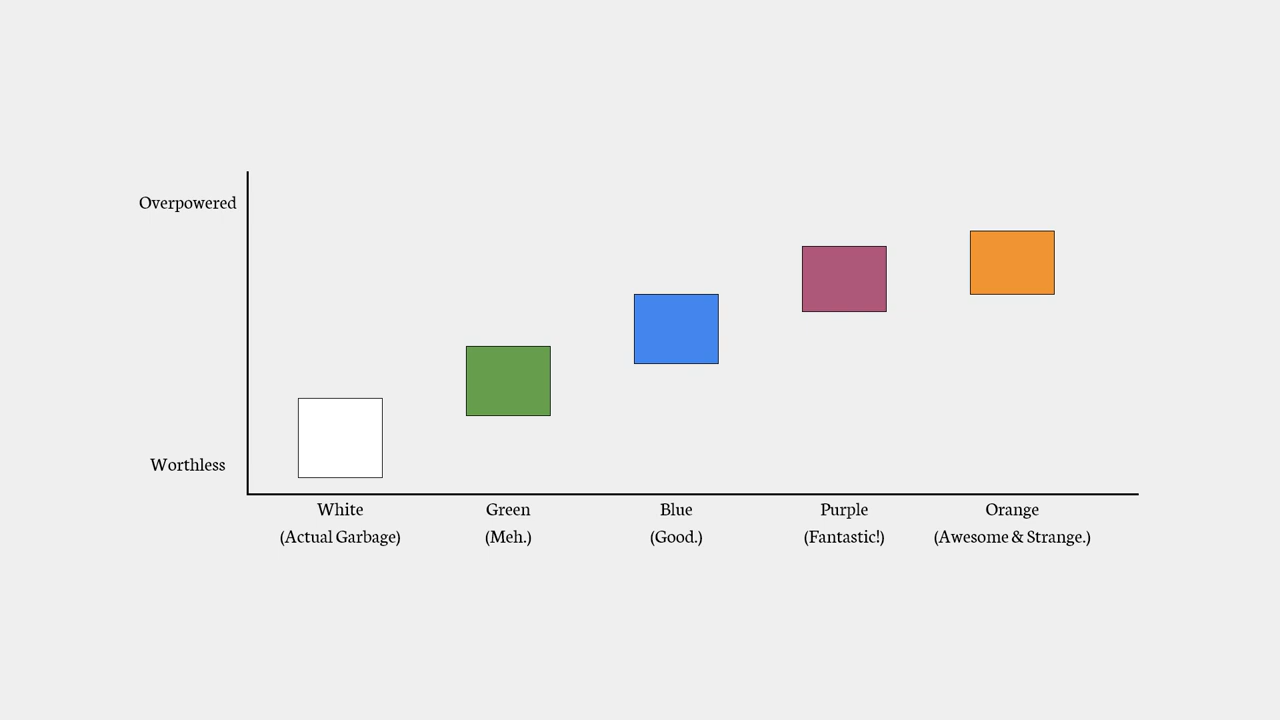 Overpowered
Worthless
White
Green
Blue
Purple
Orange
(Actual Garbage)
(Meh.)
(Good.)
(Fantastic!)
(Awesome & Strange.)